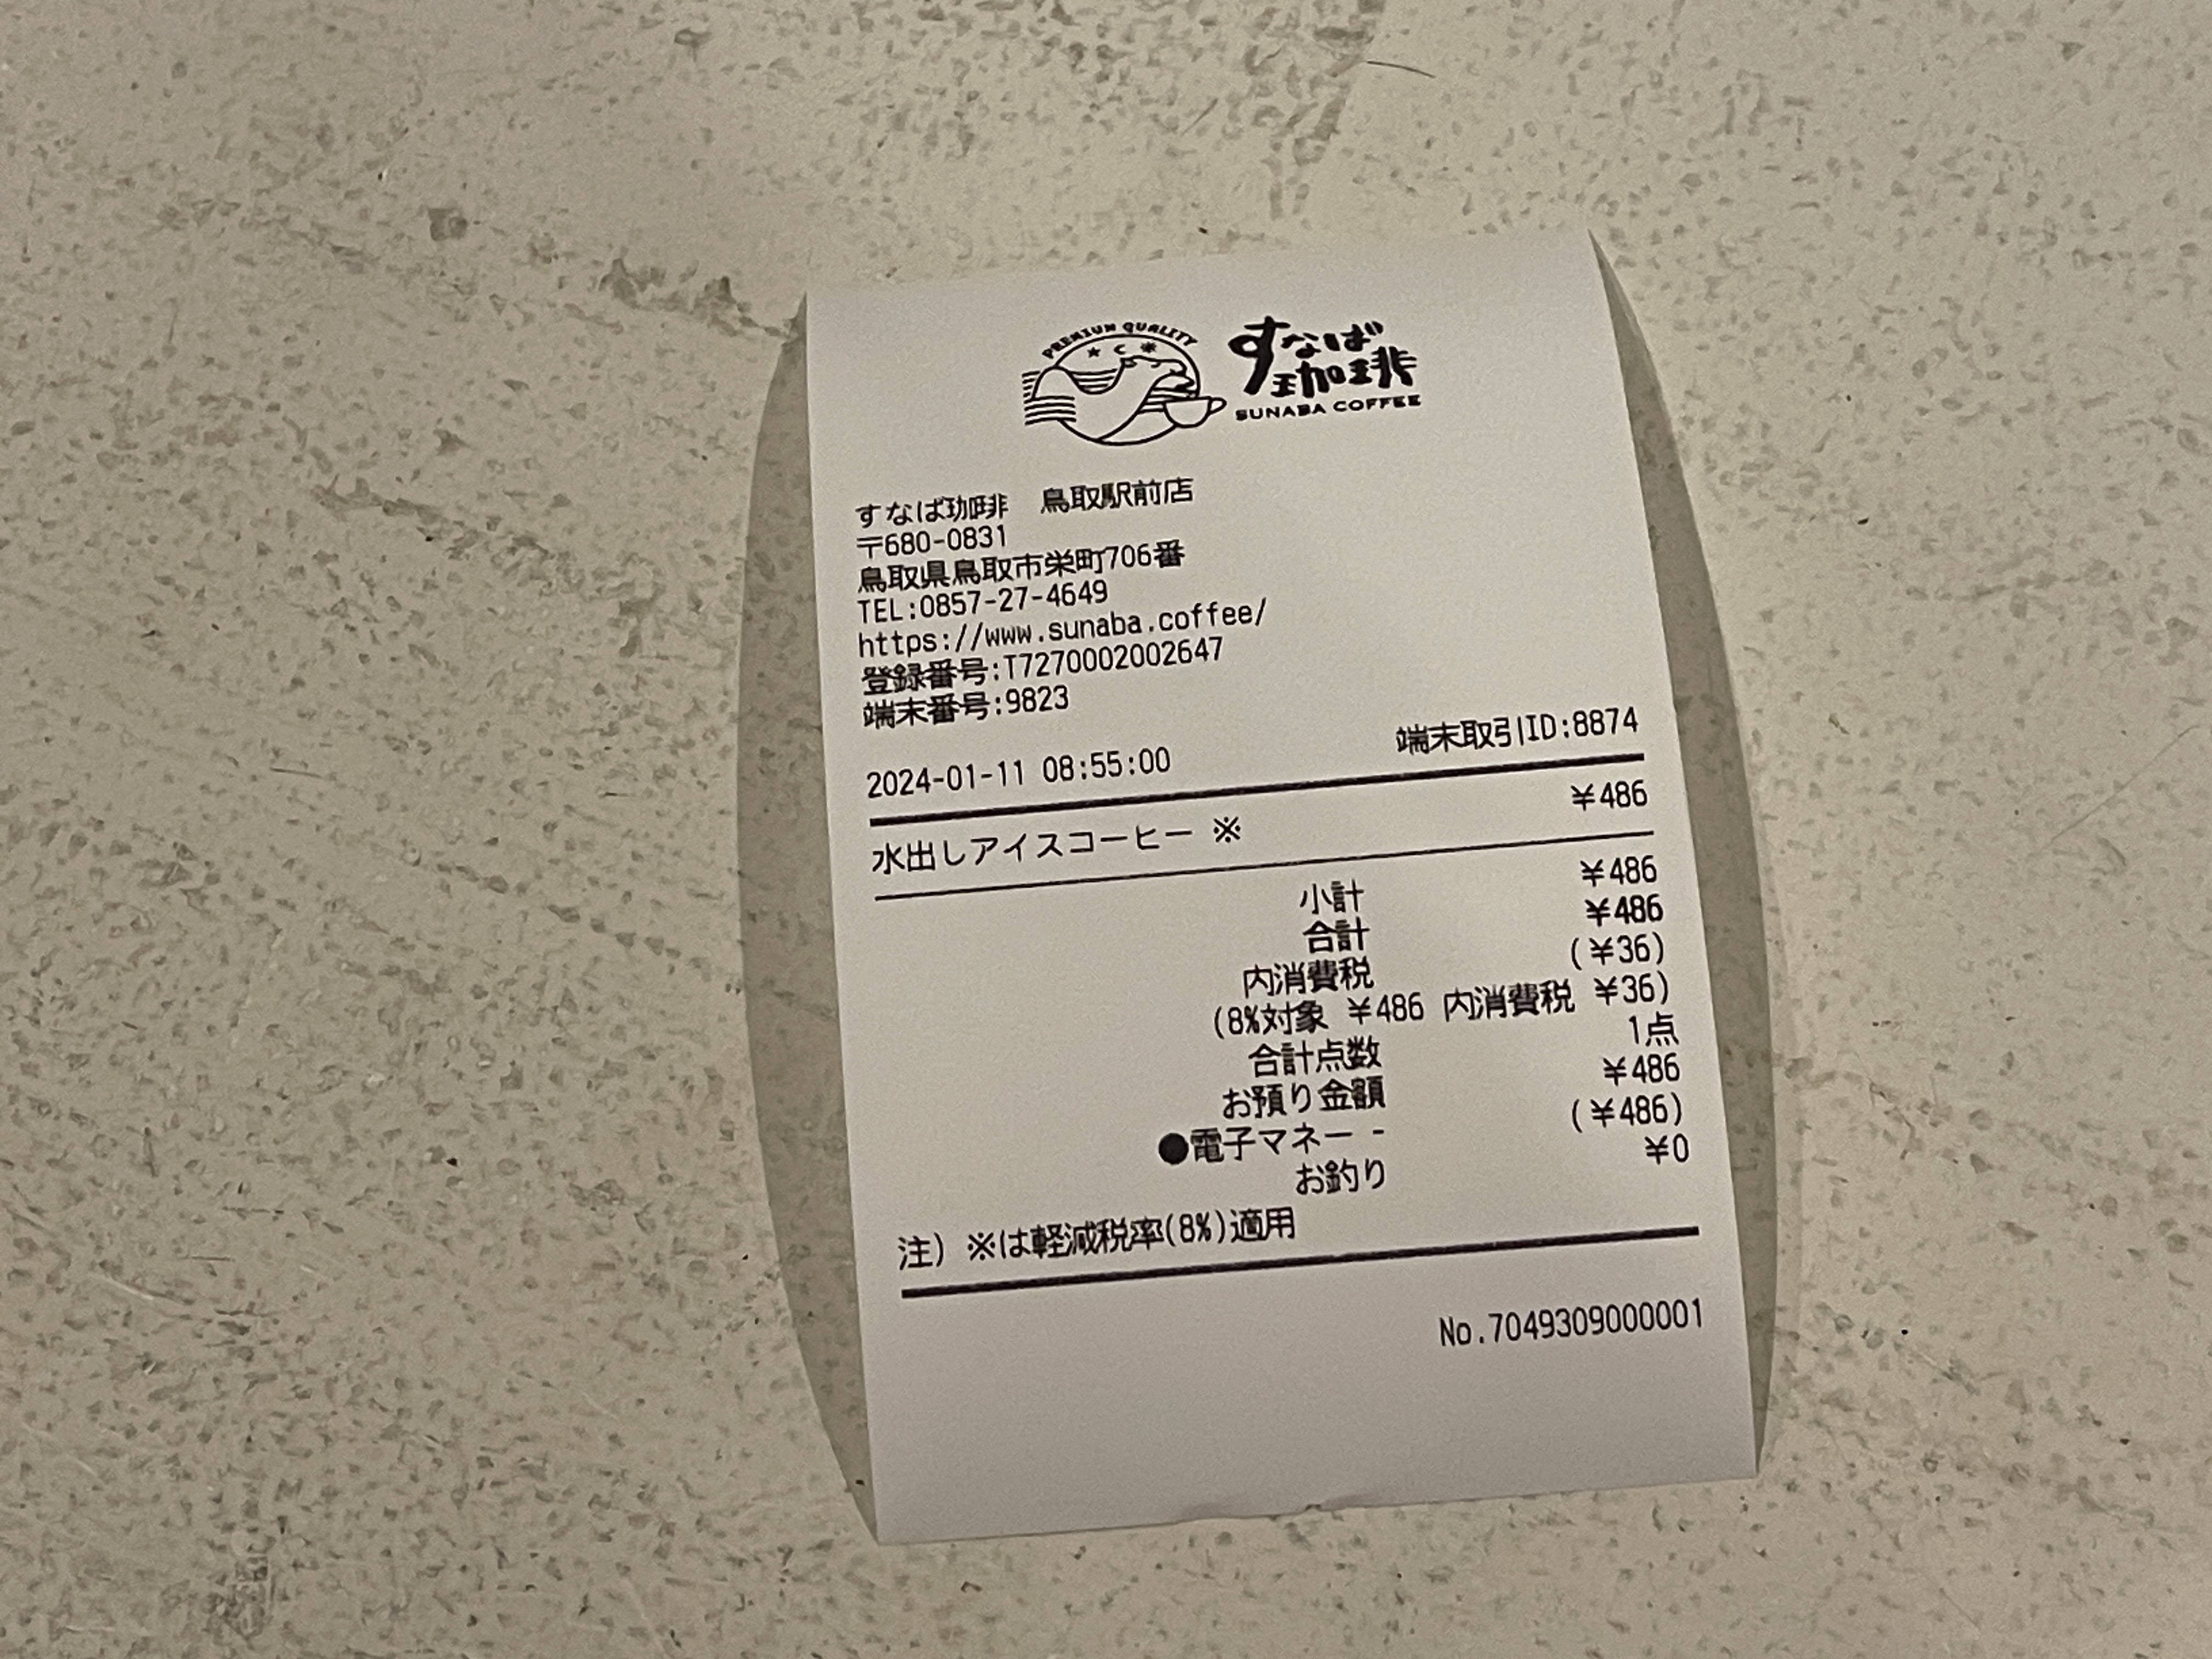 PREMIUM QUALITY
すなば
珈琲
SUNABA COFFEE
すなば珈琲　鳥取駅前店
〒680-0831
鳥取県鳥取市栄町706番
TEL:0857-27-4649
https://www.sunaba.coffee/
登録番号:T7270002002647
端末番号:9823
2024-01-11 08:55:00 端末取引ID:8874
水出しアイスコーヒー ※ ¥486
小計 ¥486
合計 ¥486
内消費税 (¥36)
(8%対象 ¥486 内消費税 ¥36)
合計点数 1点
お預り金額 ¥486
●電子マネー - (¥486)
お釣り ¥0
注) ※は軽減税率(8%)適用
No.7049309000001